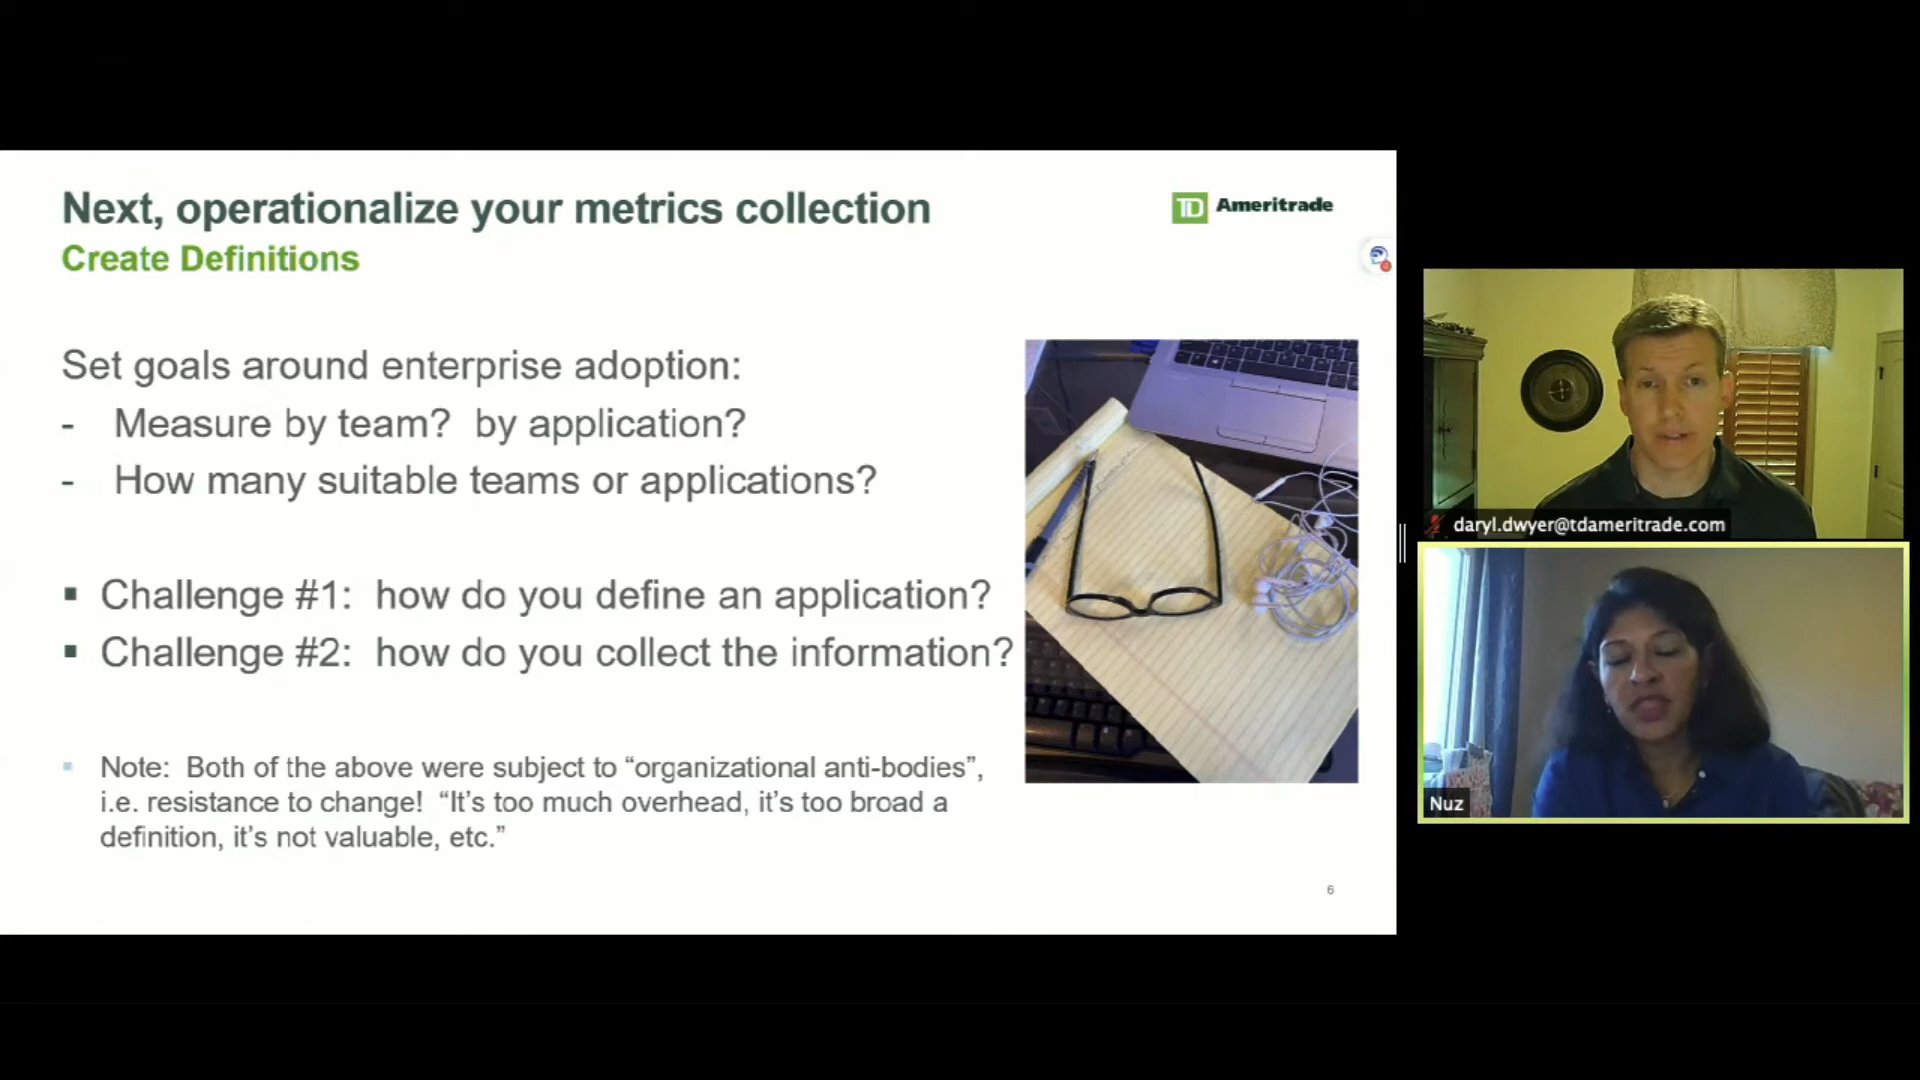 Next, operationalize your metrics collection
Create Definitions
TD Ameritrade
Set goals around enterprise adoption:
- Measure by team? by application?
- How many suitable teams or applications?
▪ Challenge #1: how do you define an application?
▪ Challenge #2: how do you collect the information?
▪ Note: Both of the above were subject to “organizational anti-bodies”,
i.e. resistance to change! “It’s too much overhead, it’s too broad a
definition, it’s not valuable, etc.”
6
daryl.dwyer@tdameritrade.com
Nuz